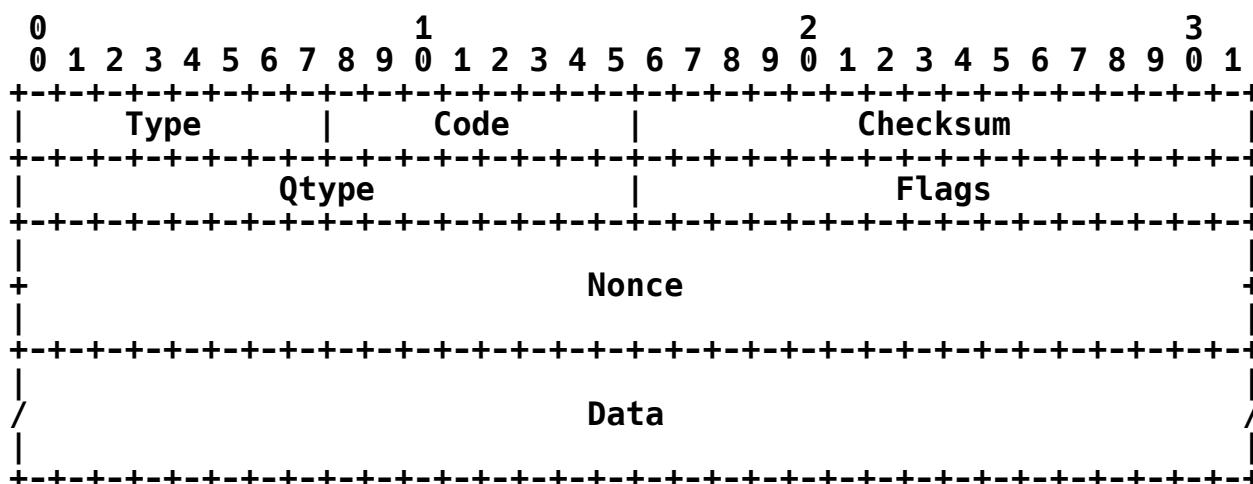 0                   1                   2                   3
 0 1 2 3 4 5 6 7 8 9 0 1 2 3 4 5 6 7 8 9 0 1 2 3 4 5 6 7 8 9 0 1
+-+-+-+-+-+-+-+-+-+-+-+-+-+-+-+-+-+-+-+-+-+-+-+-+-+-+-+-+-+-+-+-+
|     Type      |     Code      |           Checksum            |
+-+-+-+-+-+-+-+-+-+-+-+-+-+-+-+-+-+-+-+-+-+-+-+-+-+-+-+-+-+-+-+-+
|             Qtype             |             Flags             |
+-+-+-+-+-+-+-+-+-+-+-+-+-+-+-+-+-+-+-+-+-+-+-+-+-+-+-+-+-+-+-+-+
|                                                               |
+                             Nonce                             +
|                                                               |
+-+-+-+-+-+-+-+-+-+-+-+-+-+-+-+-+-+-+-+-+-+-+-+-+-+-+-+-+-+-+-+-+
|                                                               |
/                             Data                              /
|                                                               |
+-+-+-+-+-+-+-+-+-+-+-+-+-+-+-+-+-+-+-+-+-+-+-+-+-+-+-+-+-+-+-+-+